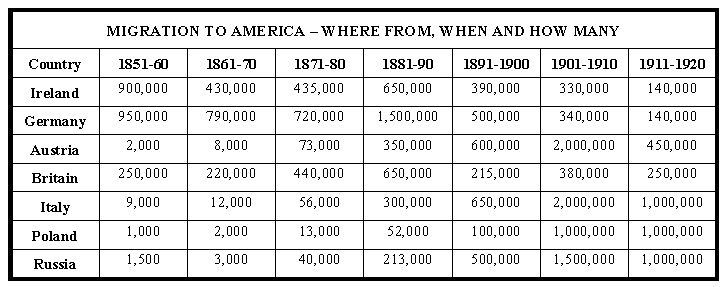 MIGRATION TO AMERICA – WHERE FROM, WHEN AND HOW MANY
Country 1851-60 1861-70 1871-80 1881-90 1891-1900 1901-1910 1911-1920
Ireland 900,000 430,000 435,000 650,000 390,000 330,000 140,000
Germany 950,000 790,000 720,000 1,500,000 500,000 340,000 140,000
Austria 2,000 8,000 73,000 350,000 600,000 2,000,000 450,000
Britain 250,000 220,000 440,000 650,000 215,000 380,000 250,000
Italy 9,000 12,000 56,000 300,000 650,000 2,000,000 1,000,000
Poland 1,000 2,000 13,000 52,000 100,000 1,000,000 1,000,000
Russia 1,500 3,000 40,000 213,000 500,000 1,500,000 1,000,000